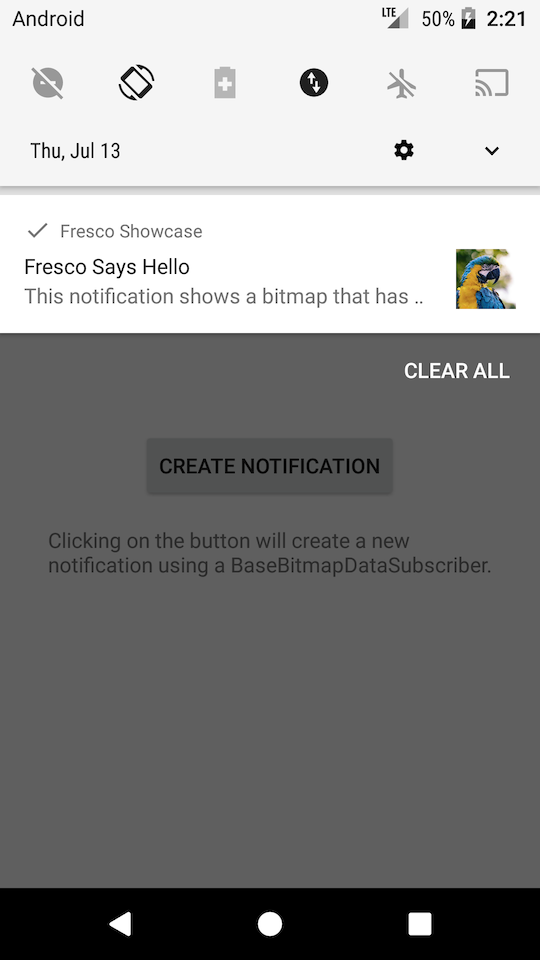 Android LTE 50% 2:21
Thu, Jul 13
Fresco Showcase
Fresco Says Hello
This notification shows a bitmap that has ..
CLEAR ALL
CREATE NOTIFICATION
Clicking on the button will create a new
notification using a BaseBitmapDataSubscriber.